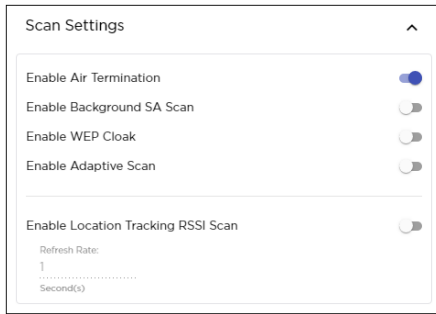 Scan Settings
Enable Air Termination
Enable Background SA Scan
Enable WEP Cloak
Enable Adaptive Scan
Enable Location Tracking RSSI Scan
Refresh Rate:
1
Second(s)